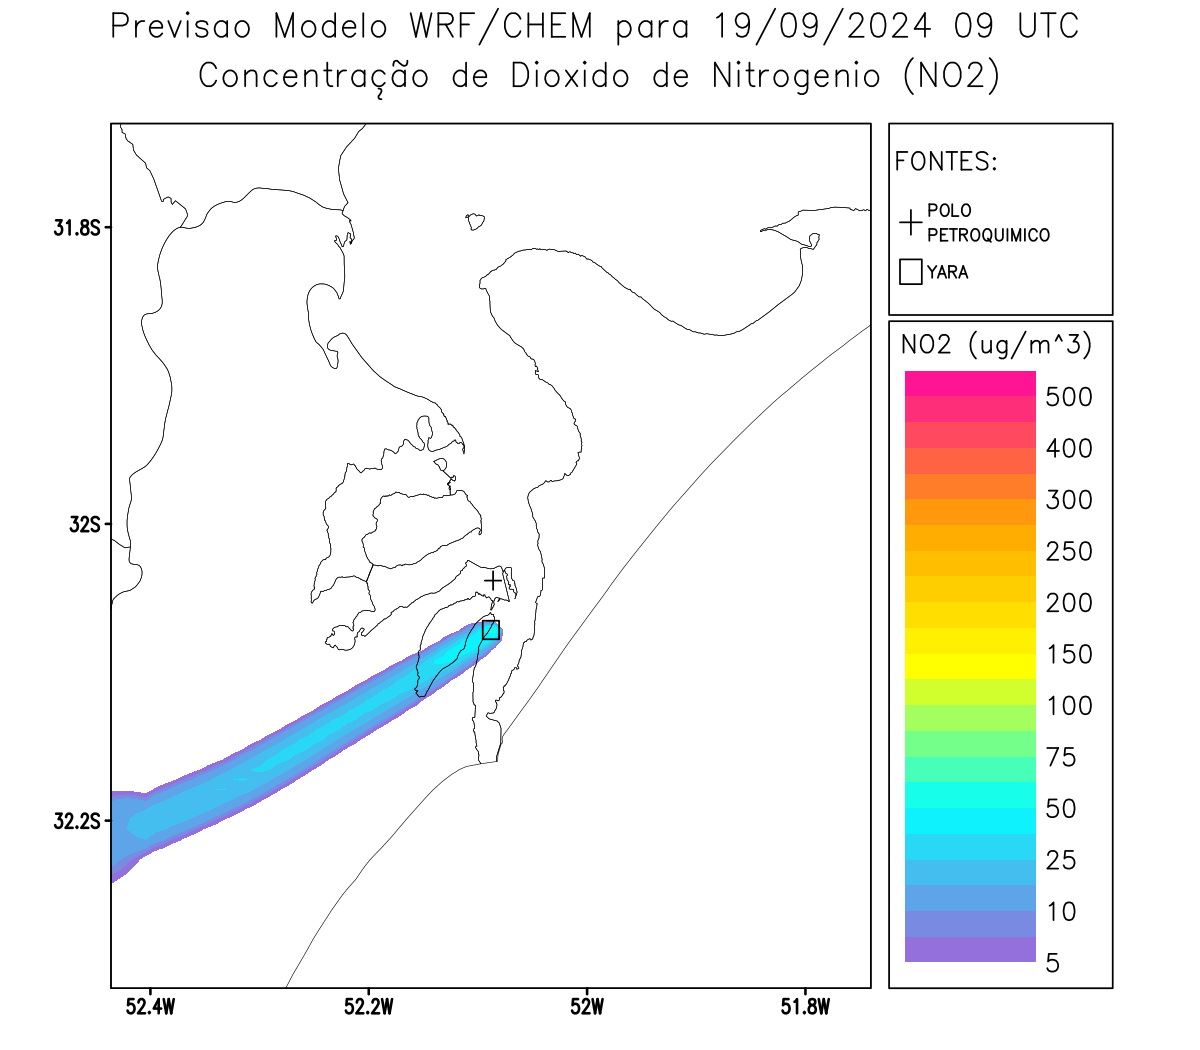 Previsao Modelo WRF/CHEM para 19/09/2024 09 UTC
Concentração de Dioxido de Nitrogenio (NO2)
FONTES:
POLO
PETROQUIMICO
YARA
NO2 (ug/m^3)
500
400
300
250
200
150
100
75
50
25
10
5
31.8S
32S
32.2S
52.4W
52.2W
52W
51.8W